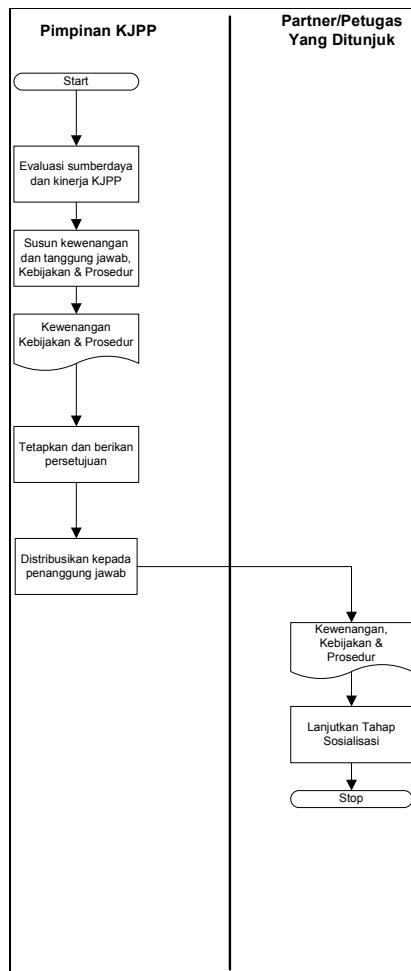 Pimpinan KJPP
Partner/Petugas
Yang Ditunjuk
Start
Evaluasi sumberdaya
dan kinerja KJPP
Susun kewenangan
dan tanggung jawab,
Kebijakan & Prosedur
Kewenangan
Kebijakan & Prosedur
Tetapkan dan berikan
persetujuan
Distribusikan kepada
penanggung jawab
Kewenangan,
Kebijakan &
Prosedur
Lanjutkan Tahap
Sosialisasi
Stop